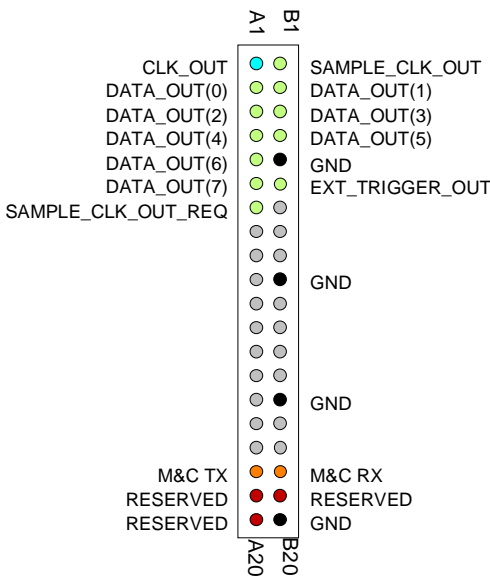 A1 B1
CLK_OUT SAMPLE_CLK_OUT
DATA_OUT(0) DATA_OUT(1)
DATA_OUT(2) DATA_OUT(3)
DATA_OUT(4) DATA_OUT(5)
DATA_OUT(6) GND
DATA_OUT(7) EXT_TRIGGER_OUT
SAMPLE_CLK_OUT_REQ
GND
GND
M&C TX M&C RX
RESERVED RESERVED
RESERVED GND
A20 B20